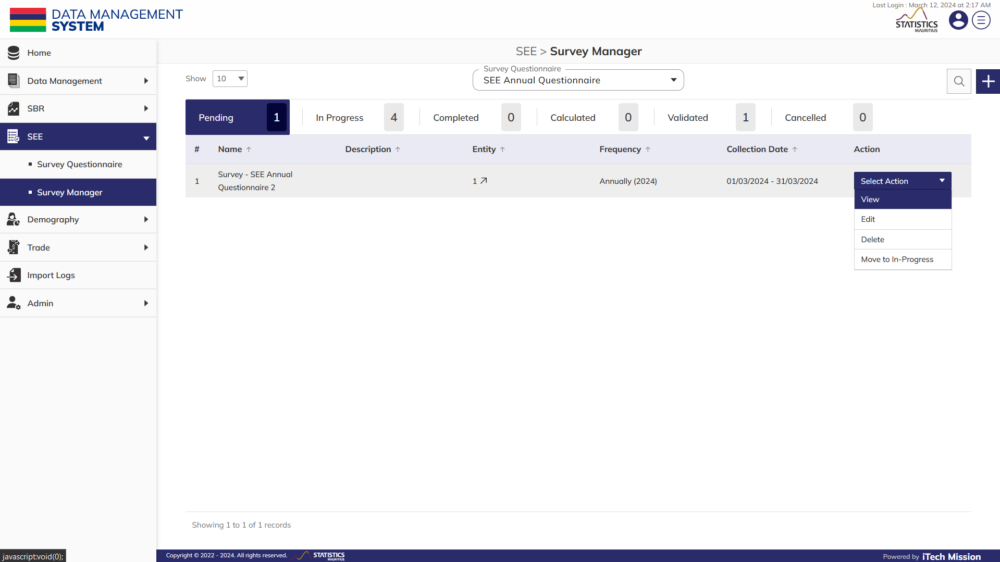 Last Login : March 12, 2024 at 2:17 AM
DATA MANAGEMENT
SYSTEM
STATISTICS
MAURITIUS
Home
Data Management
SBR
SEE
Survey Questionnaire
Survey Manager
Demography
Trade
Import Logs
Admin
SEE > Survey Manager
Show 10
Survey Questionnaire
SEE Annual Questionnaire
Pending 1 In Progress 4 Completed 0 Calculated 0 Validated 1 Cancelled 0
# Name ↑ Description ↑ Entity ↑ Frequency ↑ Collection Date ↑ Action
1 Survey - SEE Annual Questionnaire 2 1 Annually (2024) 01/03/2024 - 31/03/2024 Select Action
View
Edit
Delete
Move to In-Progress
Showing 1 to 1 of 1 records
javascript:void(0);
Copyright © 2022 - 2024. All rights reserved. STATISTICS
MAURITIUS
Powered by iTech Mission